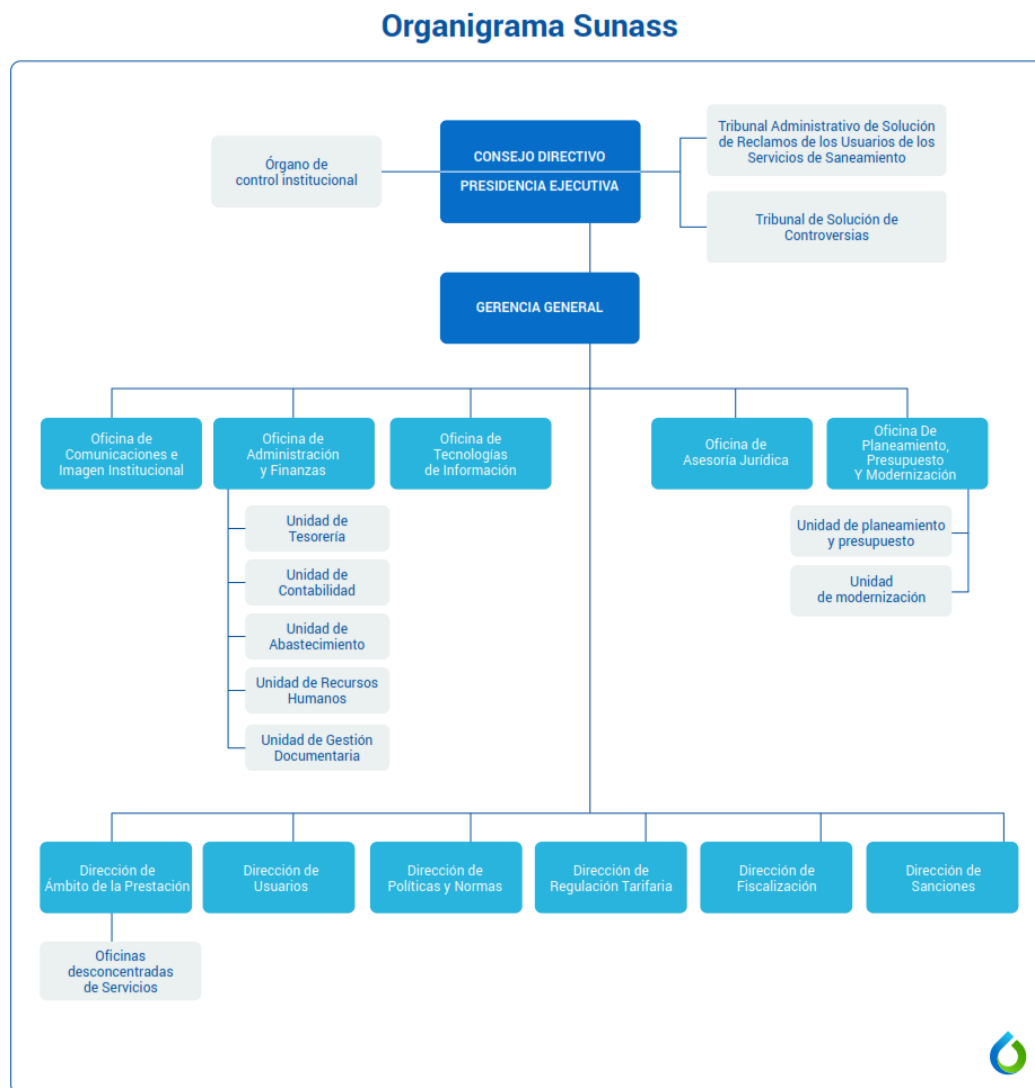 Organigrama Sunass
Órgano de
control institucional
CONSEJO DIRECTIVO
PRESIDENCIA EJECUTIVA
Tribunal Administrativo de Solución
de Reclamos de los Usuarios de los
Servicios de Saneamiento
Tribunal de Solución de
Controversias
GERENCIA GENERAL
Oficina de
Comunicaciones e
Imagen Institucional
Oficina de
Administración
y Finanzas
Oficina de
Tecnologías
de Información
Oficina de
Asesoría Jurídica
Oficina De
Planeamiento,
Presupuesto
Y Modernización
Unidad de
Tesorería
Unidad de
Contabilidad
Unidad de
Abastecimiento
Unidad de Recursos
Humanos
Unidad de Gestión
Documentaria
Unidad de planeamiento
y presupuesto
Unidad
de modernización
Dirección de
Ámbito de la Prestación
Dirección de
Usuarios
Dirección de
Políticas y Normas
Dirección de
Regulación Tarifaria
Dirección de
Fiscalización
Dirección de
Sanciones
Oficinas
desconcentradas
de Servicios